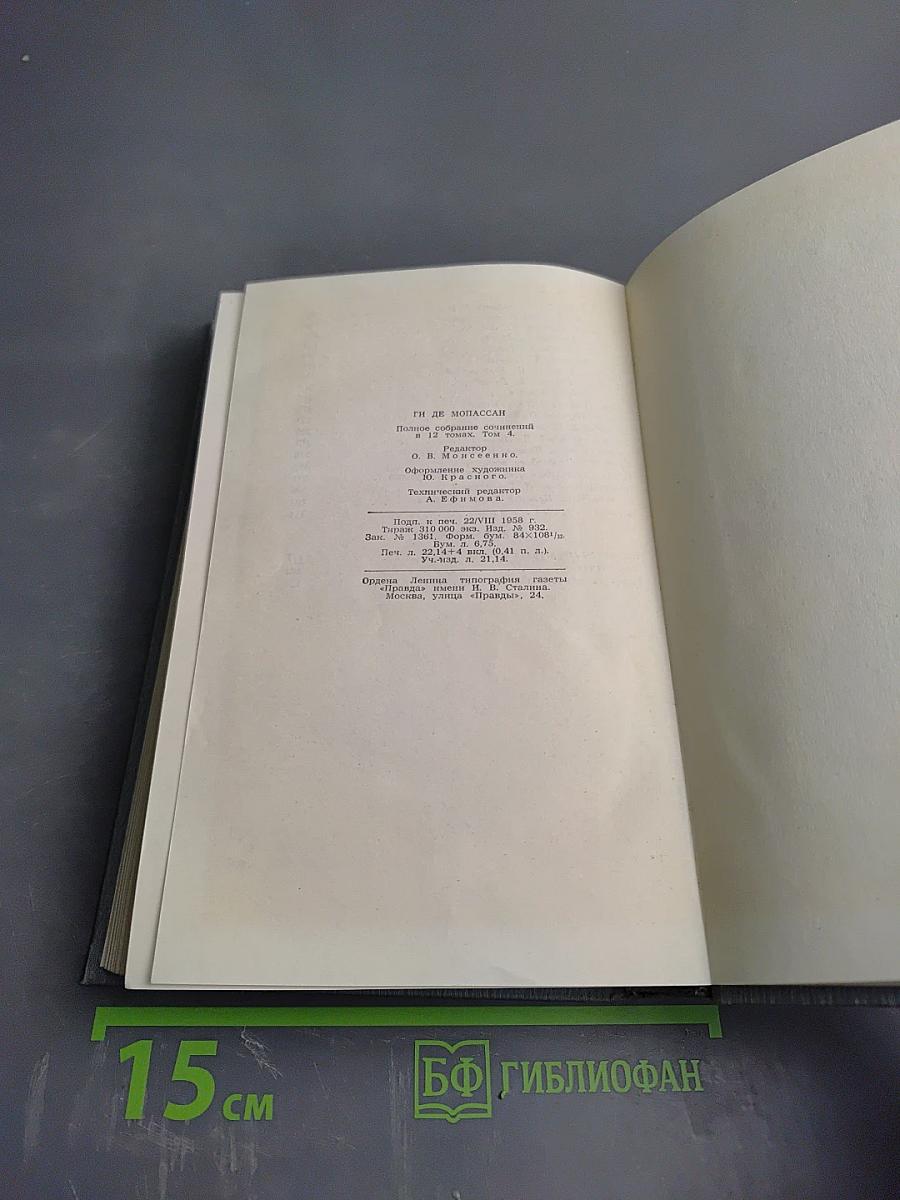 ГИ ДЕ МОПАССАН
Полное собрание сочинений
в 12 томах. Том 4.
Редактор
О. В. Моисеенко.
Оформление художника
Ю. Красного.
Технический редактор
А. Ефимова.
Подп. к печ. 22/VIII 1958 г.
Тираж 310 000 экз. Изд. № 932.
Зак. № 1361. Форм. бум. 84×108¹/₃₂.
Бум. л. 6,75.
Печ. л. 22,14+4 вкл. (0,41 п. л.).
Уч.-изд. л. 21,14.
Ордена Ленина типография газеты
«Правда» имени И. В. Сталина.
Москва, улица «Правды», 24.
15 см
БФ ГИБЛИОФАН